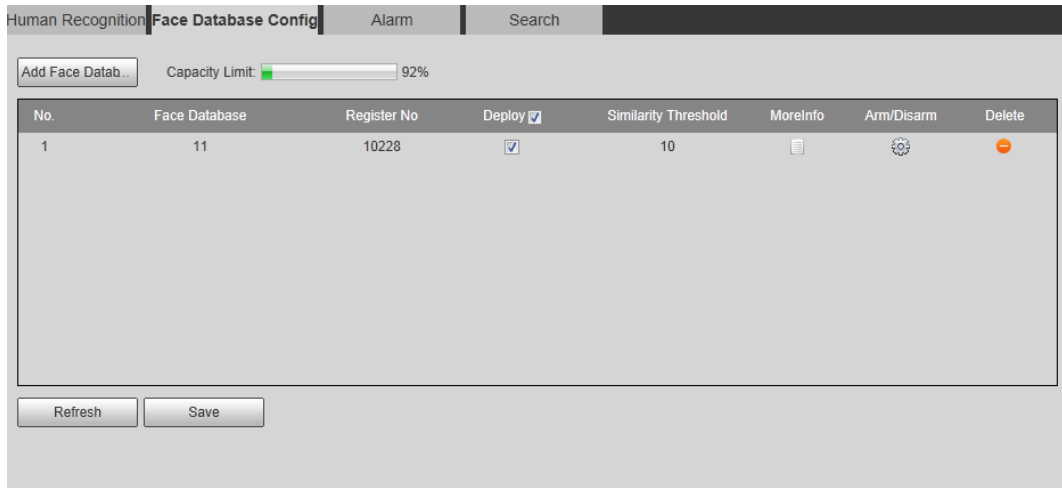 Human Recognition Face Database Config Alarm Search
Add Face Datab... Capacity Limit: 92%
No. Face Database Register No Deploy Similarity Threshold MoreInfo Arm/Disarm Delete
1 11 10228 10
Refresh Save